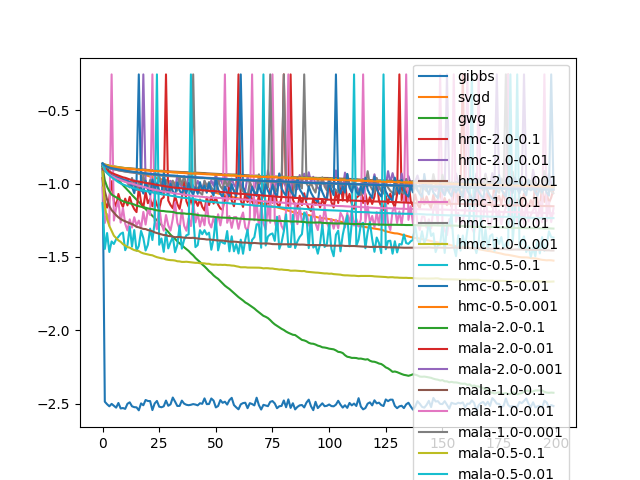 −0.5
−1.0
−1.5
−2.0
−2.5
0
25
50
75
100
125
150
175
200
gibbs
svgd
gwg
hmc-2.0-0.1
hmc-2.0-0.01
hmc-2.0-0.001
hmc-1.0-0.1
hmc-1.0-0.01
hmc-1.0-0.001
hmc-0.5-0.1
hmc-0.5-0.01
hmc-0.5-0.001
mala-2.0-0.1
mala-2.0-0.01
mala-2.0-0.001
mala-1.0-0.1
mala-1.0-0.01
mala-1.0-0.001
mala-0.5-0.1
mala-0.5-0.01